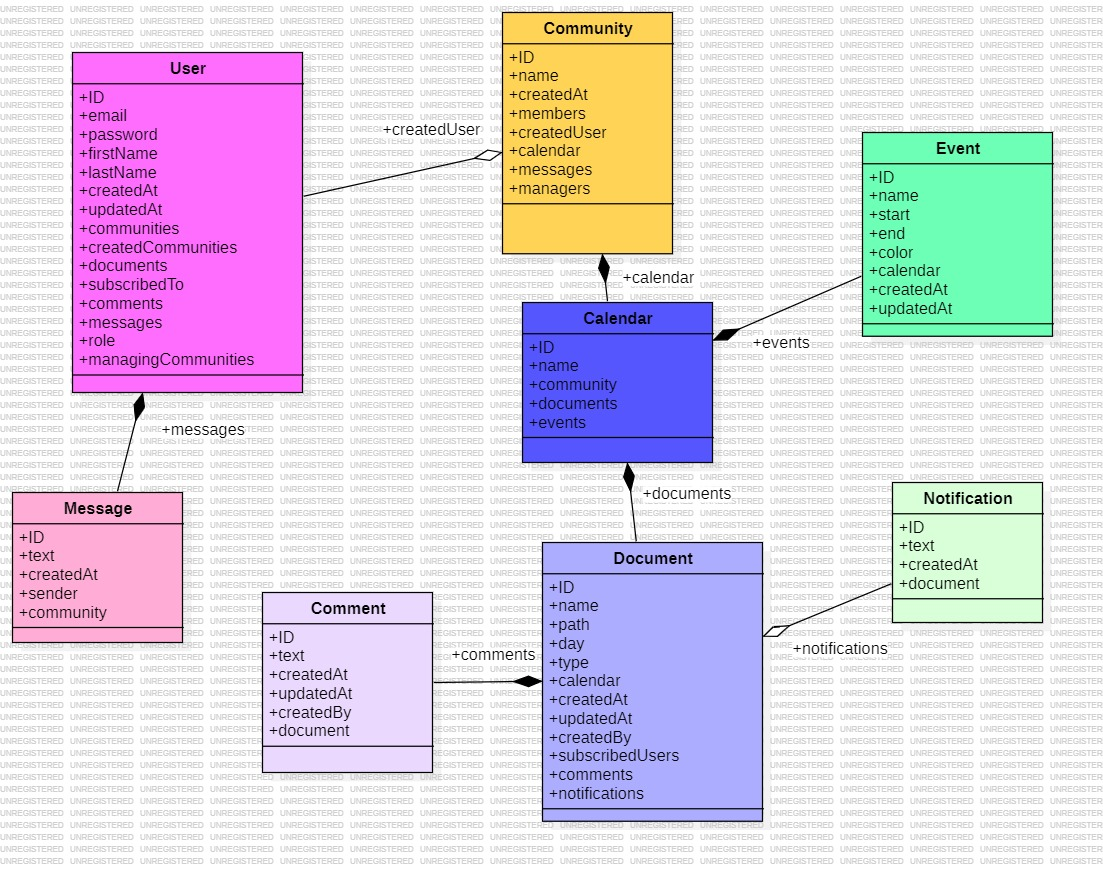 Community
+ID
+name
+createdAt
+members
+createdUser
+calendar
+messages
+managers
User
+ID
+email
+password
+firstName
+lastName
+createdAt
+updatedAt
+communities
+createdCommunities
+documents
+subscribedTo
+comments
+messages
+role
+managingCommunities
+createdUser
Event
+ID
+name
+start
+end
+color
+calendar
+createdAt
+updatedAt
+calendar
Calendar
+ID
+name
+community
+documents
+events
+events
+messages
+documents
Message
+ID
+text
+createdAt
+sender
+community
Notification
+ID
+text
+createdAt
+document
Document
+ID
+name
+path
+day
+type
+calendar
+createdAt
+updatedAt
+createdBy
+subscribedUsers
+comments
+notifications
Comment
+ID
+text
+createdAt
+updatedAt
+createdBy
+document
+comments
+notifications
UNREGISTERED